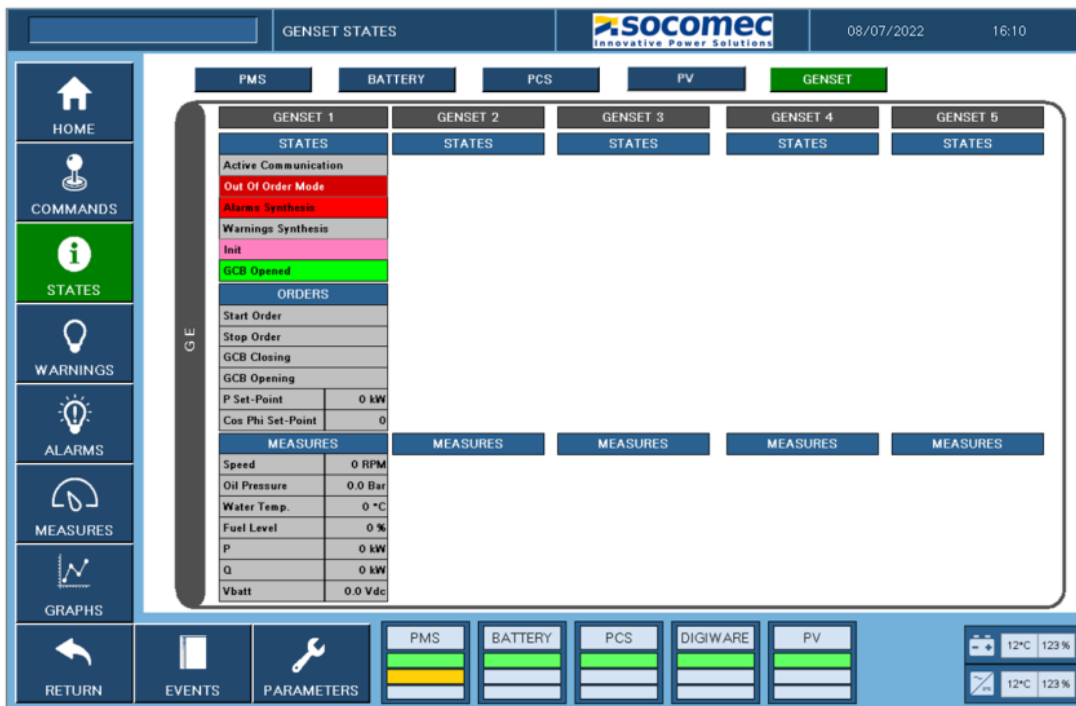 GENSET STATES
socomec
Innovative Power Solutions
08/07/2022 16:10
PMS BATTERY PCS PV GENSET
HOME
COMMANDS
STATES
WARNINGS
ALARMS
MEASURES
GRAPHS
GE
GENSET 1 GENSET 2 GENSET 3 GENSET 4 GENSET 5
STATES STATES STATES STATES STATES
Active Communication
Out Of Order Mode
Alarms Synthesis
Warnings Synthesis
Init
GCB Opened
ORDERS
Start Order
Stop Order
GCB Closing
GCB Opening
P Set-Point 0 kW
Cos Phi Set-Point 0
MEASURES MEASURES MEASURES MEASURES MEASURES
Speed 0 RPM
Oil Pressure 0.0 Bar
Water Temp. 0 °C
Fuel Level 0 %
P 0 kW
Q 0 kW
Vbatt 0.0 Vdc
RETURN EVENTS PARAMETERS
PMS BATTERY PCS DIGIWARE PV
12°C 123%
12°C 123%